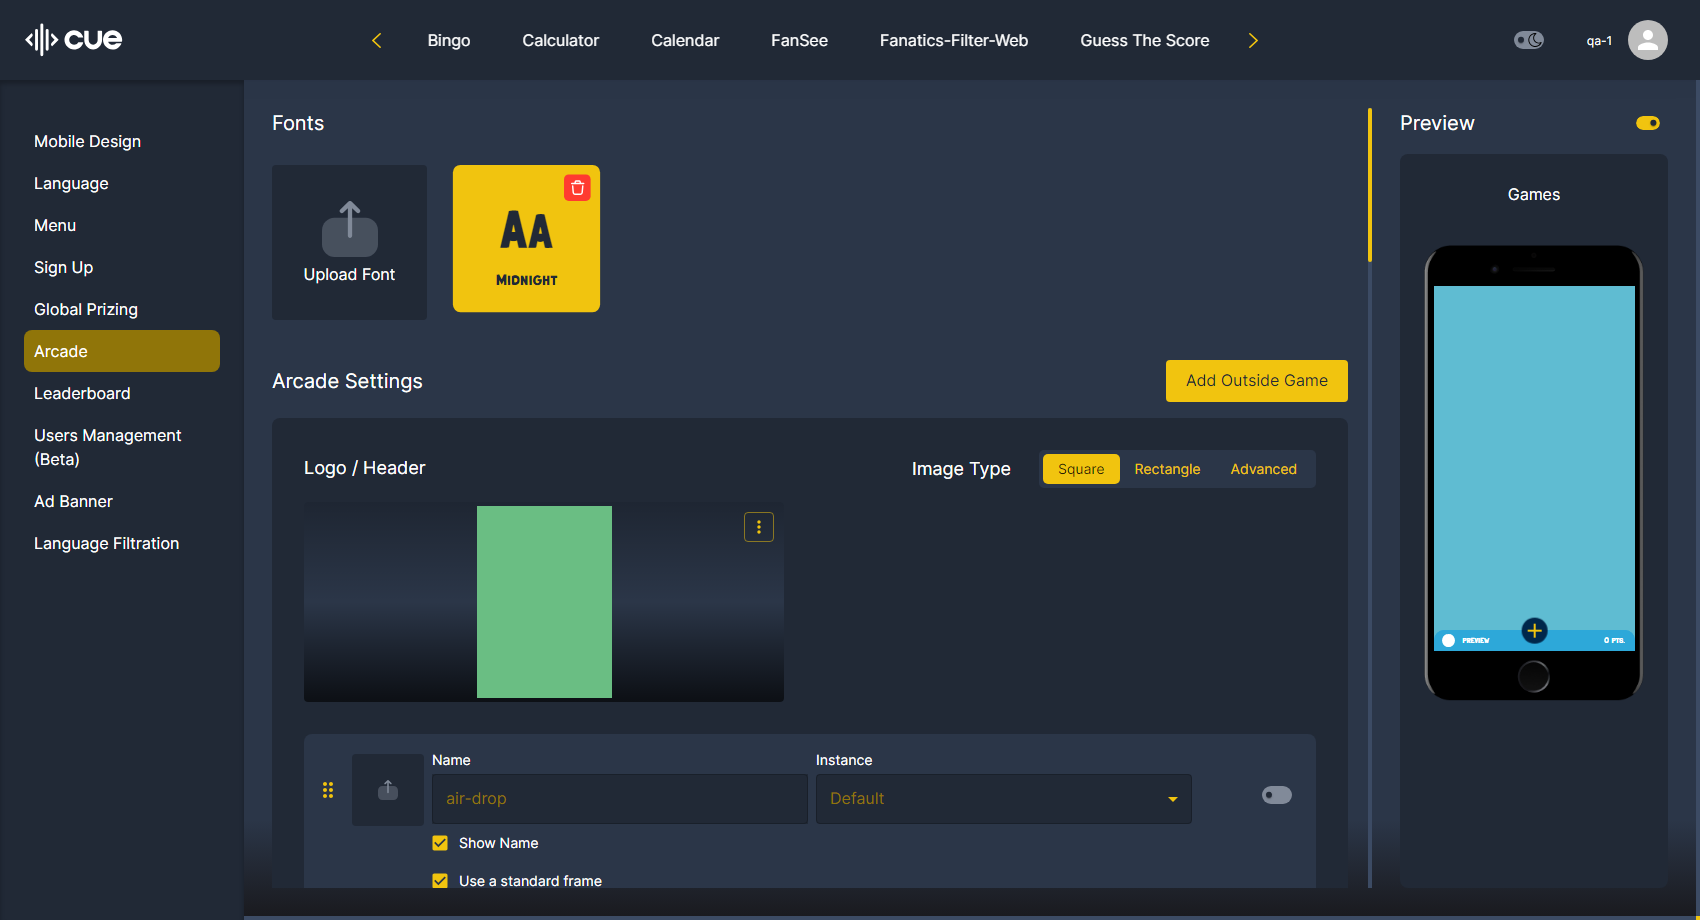 cue
Bingo
Calculator
Calendar
FanSee
Fanatics-Filter-Web
Guess The Score
qa-1
Mobile Design
Language
Menu
Sign Up
Global Prizing
Arcade
Leaderboard
Users Management
(Beta)
Ad Banner
Language Filtration
Fonts
Upload Font
AA
MIDNIGHT
Arcade Settings
Add Outside Game
Logo / Header
Image Type
Square
Rectangle
Advanced
Name
air-drop
Instance
Default
Show Name
Use a standard frame
Preview
Games
PREVIEW
0 PTS.